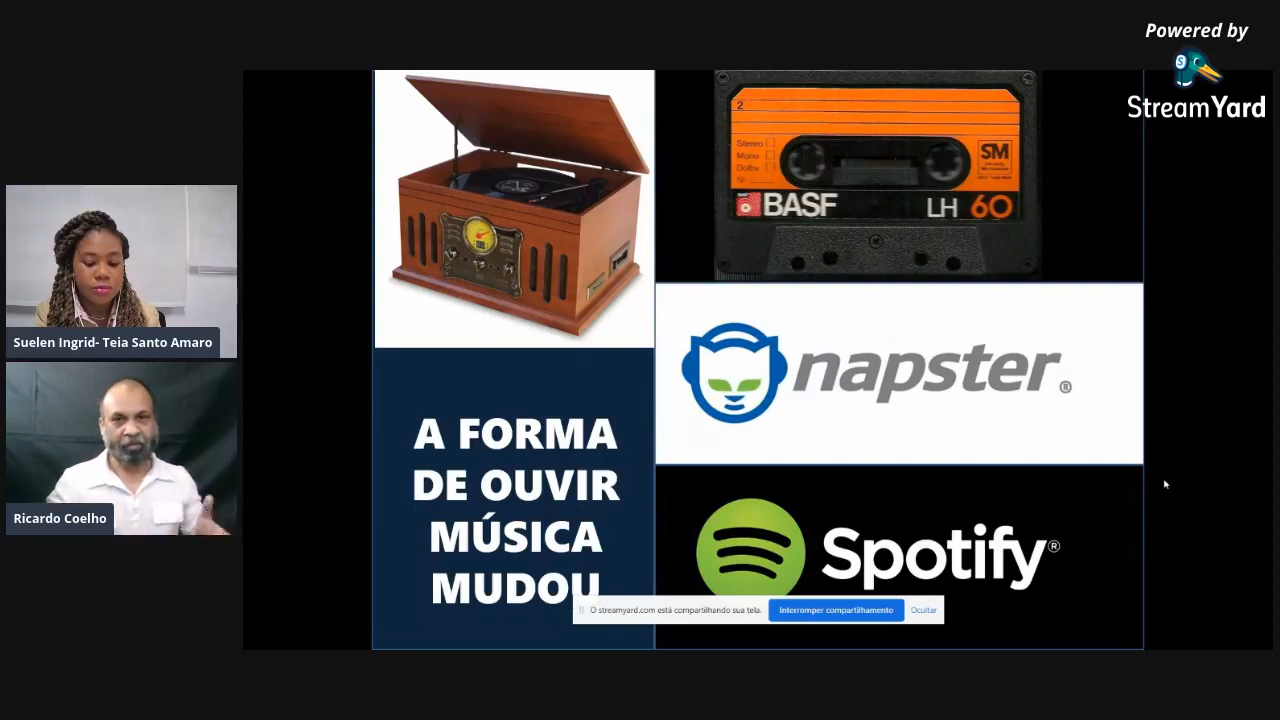 Powered by
StreamYard
Suelen Ingrid- Teia Santo Amaro
Ricardo Coelho
2
Stereo
Mono
Dolby
Nr
SM
BASF
LH 60
napster®
A FORMA
DE OUVIR
MÚSICA
MUDOU
Spotify®
O streamyard.com está compartilhando sua tela.
Interromper compartilhamento
Ocultar